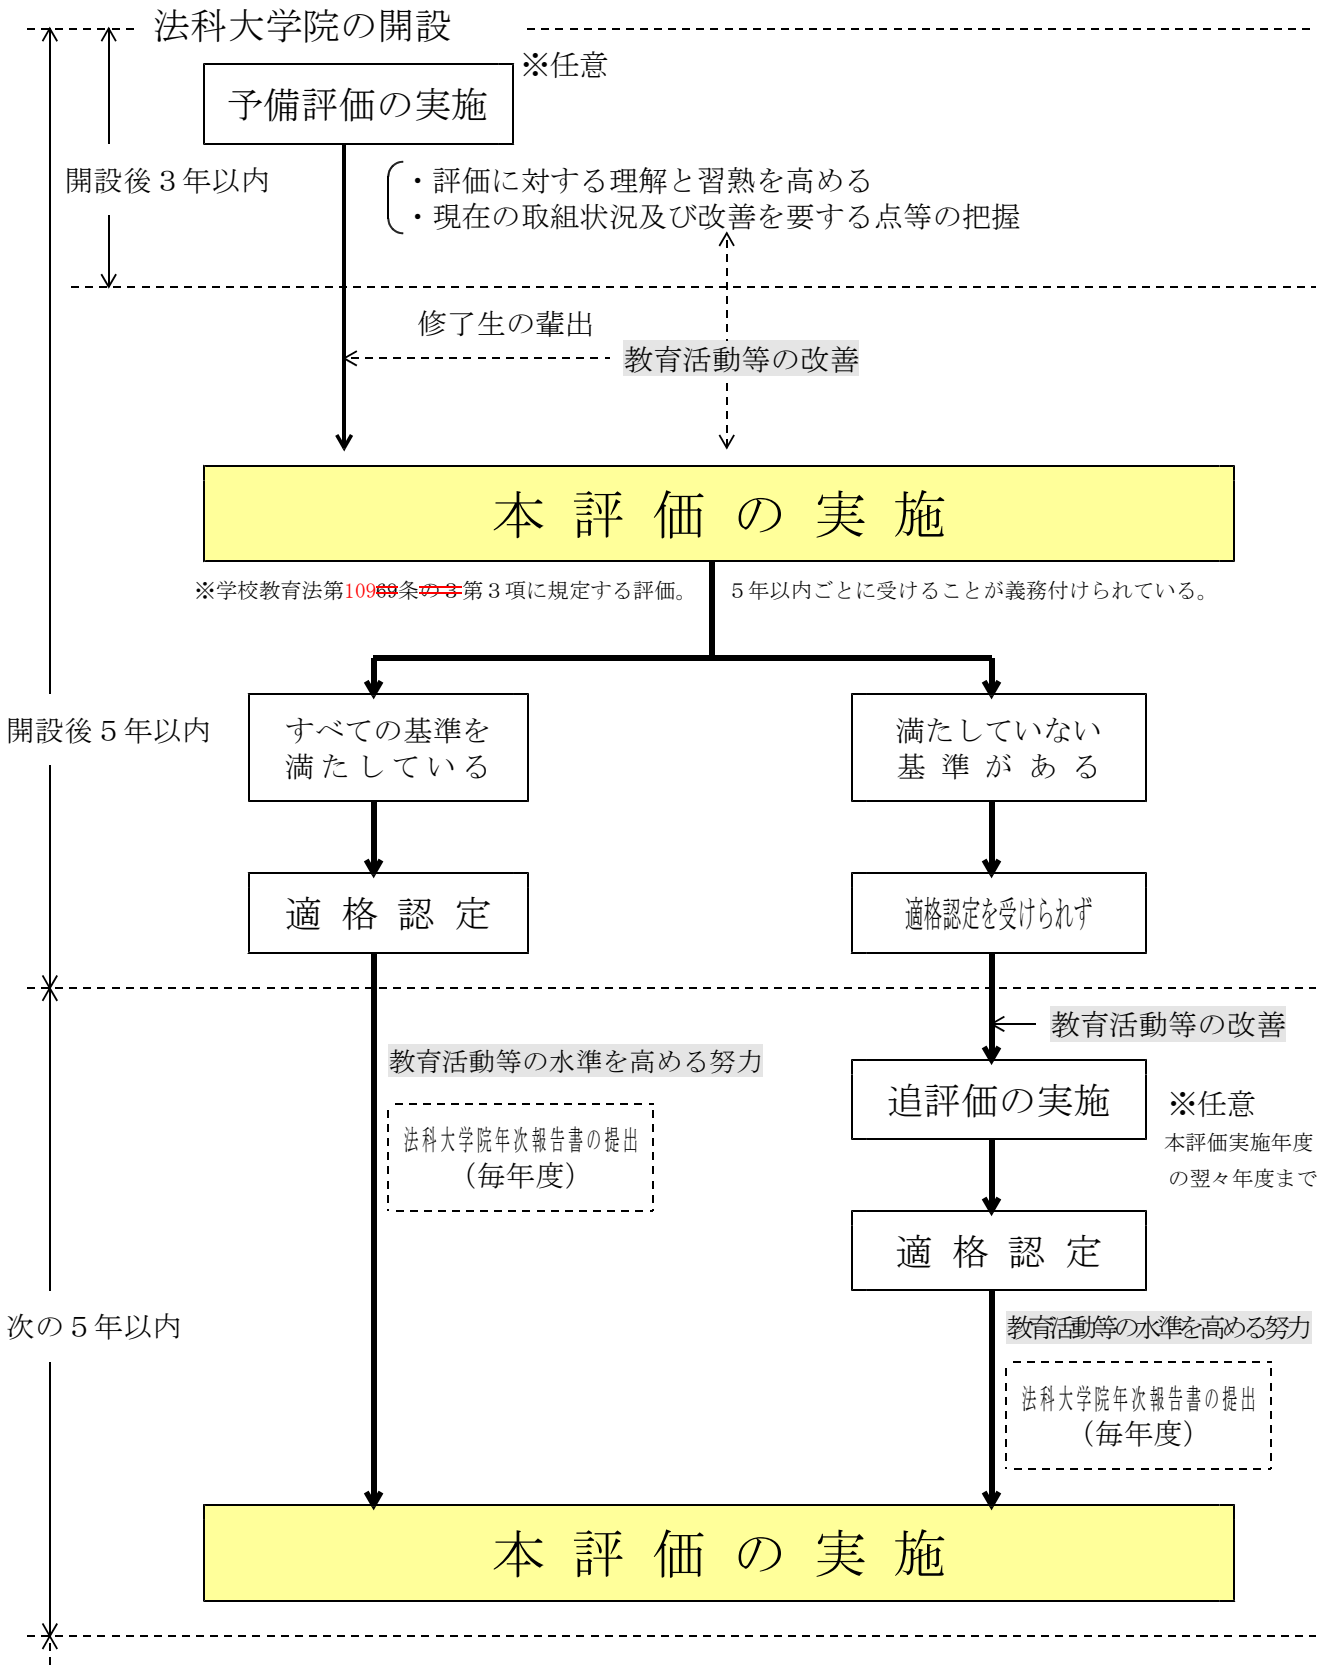 法科大学院の開設
※任意
予備評価の実施
開設後３年以内
・評価に対する理解と習熟を高める
・現在の取組状況及び改善を要する点等の把握
修了生の輩出
教育活動等の改善
本評価の実施
※学校教育法第10969条の３第３項に規定する評価。 ５年以内ごとに受けることが義務付けられている。
開設後５年以内
すべての基準を
満たしている
満たしていない
基準がある
適格認定
適格認定を受けられず
教育活動等の改善
教育活動等の水準を高める努力
追評価の実施
※任意
本評価実施年度
の翌々年度まで
法科大学院年次報告書の提出
（毎年度）
適格認定
次の５年以内
教育活動等の水準を高める努力
法科大学院年次報告書の提出
（毎年度）
本評価の実施